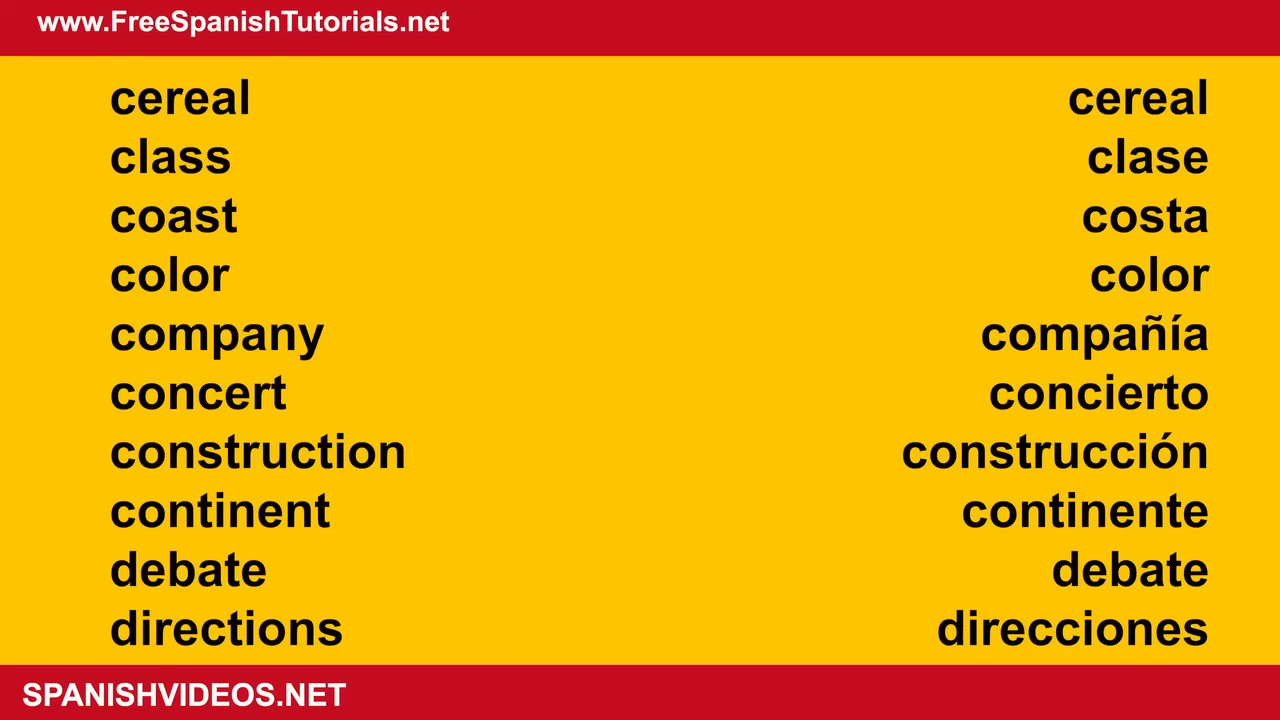 www.FreeSpanishTutorials.net
cereal cereal
class clase
coast costa
color color
company compañía
concert concierto
construction construcción
continent continente
debate debate
directions direcciones
SPANISHVIDEOS.NET